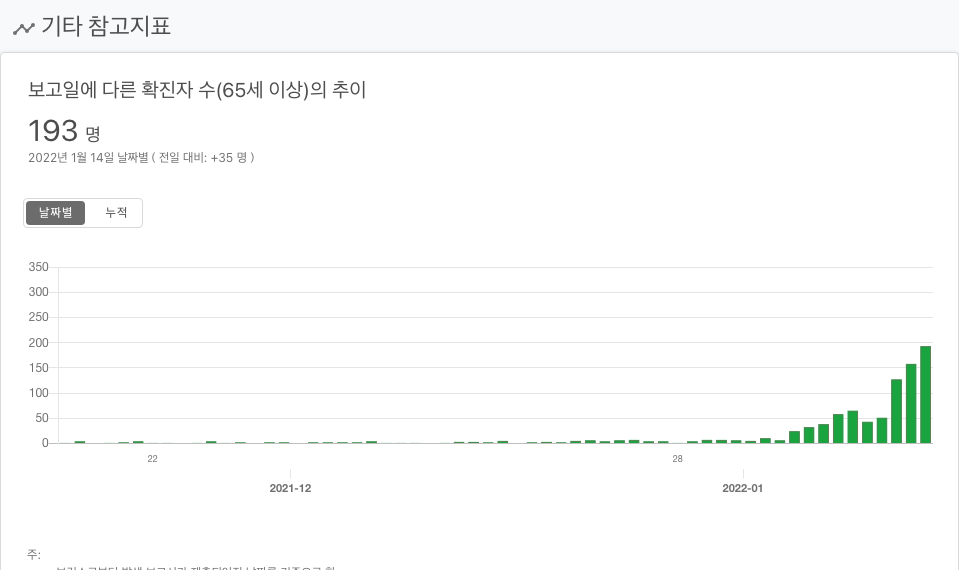 기타 참고지표
보고일에 다른 확진자 수(65세 이상)의 추이
193 명
2022년 1월 14일 날짜별 ( 전일 대비: +35 명 )
날짜별 누적
350
300
250
200
150
100
50
0
22 28
2021-12 2022-01
주: